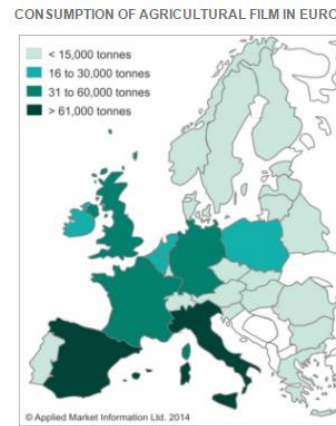 CONSUMPTION OF AGRICULTURAL FILM IN EURO
< 15,000 tonnes
16 to 30,000 tonnes
31 to 60,000 tonnes
> 61,000 tonnes
© Applied Market Information Ltd. 2014